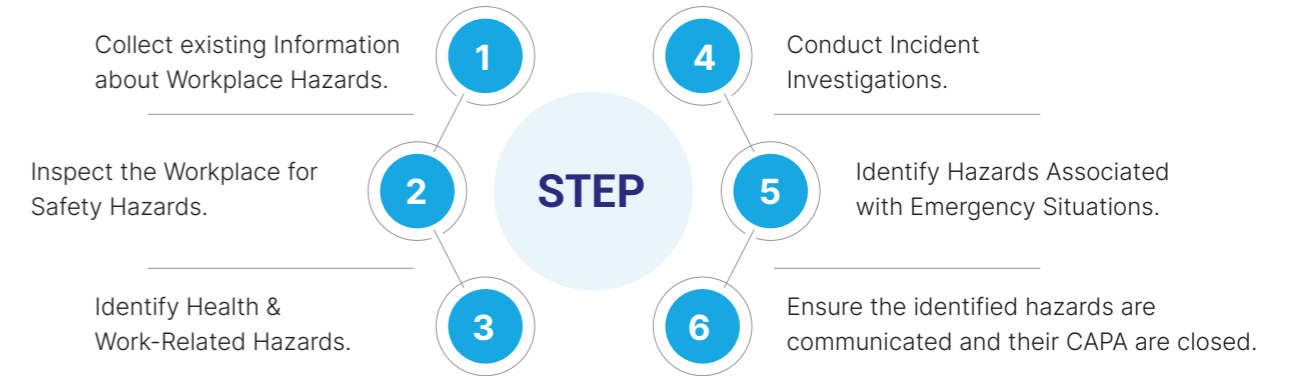 Collect existing Information
about Workplace Hazards.
1
Inspect the Workplace for
Safety Hazards.
2
Identify Health &
Work-Related Hazards.
3
STEP
4
Conduct Incident
Investigations.
5
Identify Hazards Associated
with Emergency Situations.
6
Ensure the identified hazards are
communicated and their CAPA are closed.